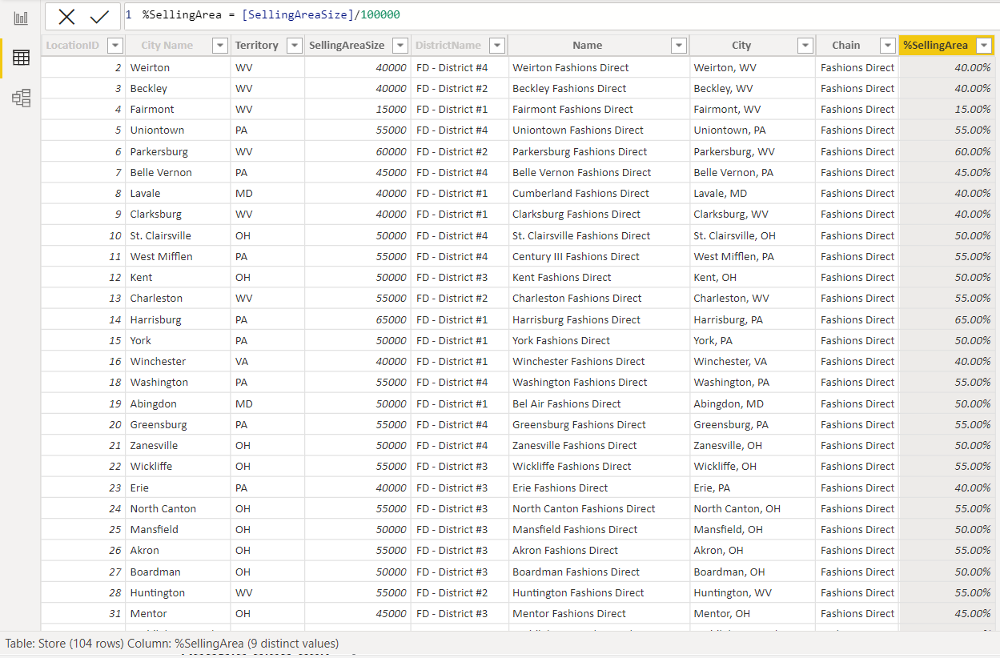 1 %SellingArea = [SellingAreaSize]/100000
LocationID City Name Territory SellingAreaSize DistrictName Name City Chain %SellingArea
2 Weirton WV 40000 FD - District #4 Weirton Fashions Direct Weirton, WV Fashions Direct 40.00%
3 Beckley WV 40000 FD - District #2 Beckley Fashions Direct Beckley, WV Fashions Direct 40.00%
4 Fairmont WV 15000 FD - District #1 Fairmont Fashions Direct Fairmont, WV Fashions Direct 15.00%
5 Uniontown PA 55000 FD - District #4 Uniontown Fashions Direct Uniontown, PA Fashions Direct 55.00%
6 Parkersburg WV 60000 FD - District #2 Parkersburg Fashions Direct Parkersburg, WV Fashions Direct 60.00%
7 Belle Vernon PA 45000 FD - District #4 Belle Vernon Fashions Direct Belle Vernon, PA Fashions Direct 45.00%
8 Lavale MD 40000 FD - District #1 Cumberland Fashions Direct Lavale, MD Fashions Direct 40.00%
9 Clarksburg WV 40000 FD - District #1 Clarksburg Fashions Direct Clarksburg, WV Fashions Direct 40.00%
10 St. Clairsville OH 50000 FD - District #4 St. Clairsville Fashions Direct St. Clairsville, OH Fashions Direct 50.00%
11 West Mifflen PA 55000 FD - District #4 Century III Fashions Direct West Mifflen, PA Fashions Direct 55.00%
12 Kent OH 50000 FD - District #3 Kent Fashions Direct Kent, OH Fashions Direct 50.00%
13 Charleston WV 55000 FD - District #2 Charleston Fashions Direct Charleston, WV Fashions Direct 55.00%
14 Harrisburg PA 65000 FD - District #1 Harrisburg Fashions Direct Harrisburg, PA Fashions Direct 65.00%
15 York PA 50000 FD - District #1 York Fashions Direct York, PA Fashions Direct 50.00%
16 Winchester VA 40000 FD - District #1 Winchester Fashions Direct Winchester, VA Fashions Direct 40.00%
18 Washington PA 55000 FD - District #4 Washington Fashions Direct Washington, PA Fashions Direct 55.00%
19 Abingdon MD 50000 FD - District #1 Bel Air Fashions Direct Abingdon, MD Fashions Direct 50.00%
20 Greensburg PA 55000 FD - District #4 Greensburg Fashions Direct Greensburg, PA Fashions Direct 55.00%
21 Zanesville OH 50000 FD - District #4 Zanesville Fashions Direct Zanesville, OH Fashions Direct 50.00%
22 Wickliffe OH 55000 FD - District #3 Wickliffe Fashions Direct Wickliffe, OH Fashions Direct 55.00%
23 Erie PA 40000 FD - District #3 Erie Fashions Direct Erie, PA Fashions Direct 40.00%
24 North Canton OH 55000 FD - District #3 North Canton Fashions Direct North Canton, OH Fashions Direct 55.00%
25 Mansfield OH 50000 FD - District #3 Mansfield Fashions Direct Mansfield, OH Fashions Direct 50.00%
26 Akron OH 55000 FD - District #3 Akron Fashions Direct Akron, OH Fashions Direct 55.00%
27 Boardman OH 50000 FD - District #3 Boardman Fashions Direct Boardman, OH Fashions Direct 50.00%
28 Huntington WV 55000 FD - District #2 Huntington Fashions Direct Huntington, WV Fashions Direct 55.00%
31 Mentor OH 45000 FD - District #3 Mentor Fashions Direct Mentor, OH Fashions Direct 45.00%
Table: Store (104 rows) Column: %SellingArea (9 distinct values)